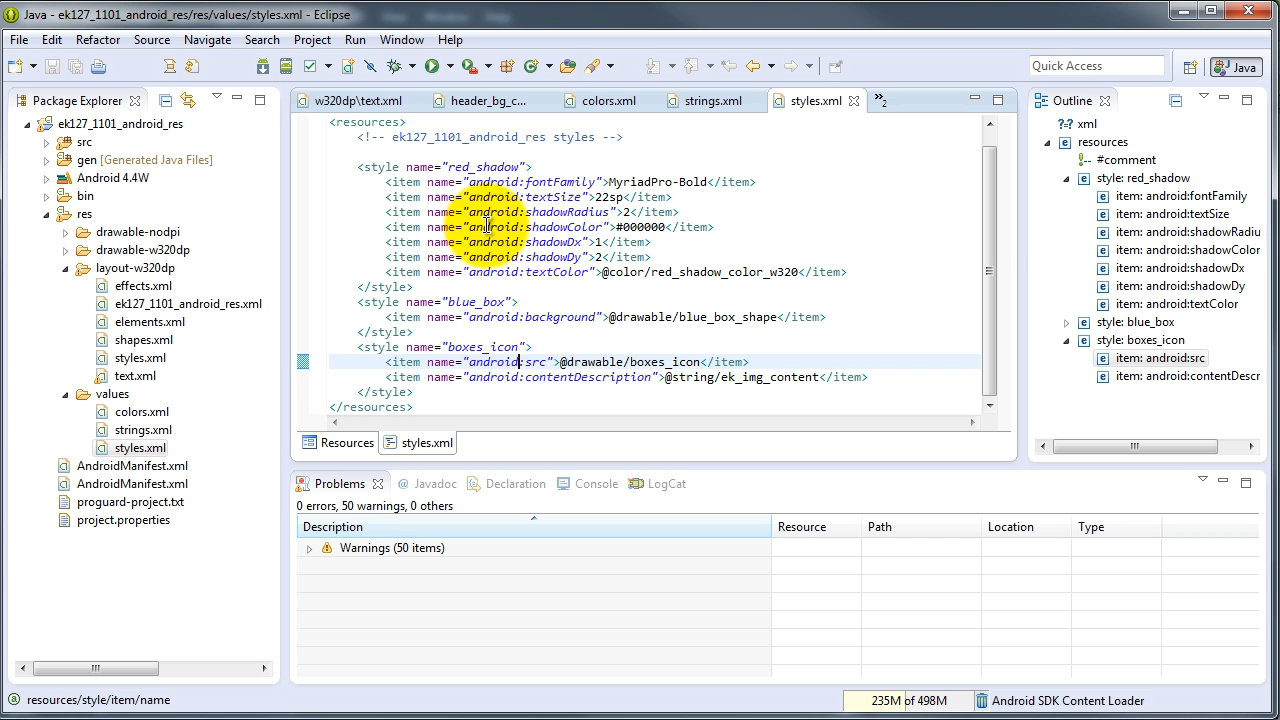 Java - ek127_1101_android_res/res/values/styles.xml - Eclipse
File Edit Refactor Source Navigate Search Project Run Window Help
Quick Access
Java
Package Explorer
ek127_1101_android_res
src
gen [Generated Java Files]
Android 4.4W
bin
res
drawable-nodpi
drawable-w320dp
layout-w320dp
effects.xml
ek127_1101_android_res.xml
elements.xml
shapes.xml
styles.xml
text.xml
values
colors.xml
strings.xml
styles.xml
AndroidManifest.xml
AndroidManifest.xml
proguard-project.txt
project.properties
w320dp\text.xml
header_bg_c...
colors.xml
strings.xml
styles.xml
»2
<resources>
<!-- ek127_1101_android_res styles -->
<style name="red_shadow">
<item name="android:fontFamily">MyriadPro-Bold</item>
<item name="android:textSize">22sp</item>
<item name="android:shadowRadius">2</item>
<item name="android:shadowColor">#000000</item>
<item name="android:shadowDx">1</item>
<item name="android:shadowDy">2</item>
<item name="android:textColor">@color/red_shadow_color_w320</item>
</style>
<style name="blue_box">
<item name="android:background">@drawable/blue_box_shape</item>
</style>
<style name="boxes_icon">
<item name="android:src">@drawable/boxes_icon</item>
<item name="android:contentDescription">@string/ek_img_content</item>
</style>
</resources>
Resources
styles.xml
Outline
xml
resources
#comment
style: red_shadow
item: android:fontFamily
item: android:textSize
item: android:shadowRadiu
item: android:shadowColor
item: android:shadowDx
item: android:shadowDy
item: android:textColor
style: blue_box
style: boxes_icon
item: android:src
item: android:contentDescr
Problems
@ Javadoc
Declaration
Console
LogCat
0 errors, 50 warnings, 0 others
Description Resource Path Location Type
Warnings (50 items)
resources/style/item/name
235M of 498M
Android SDK Content Loader